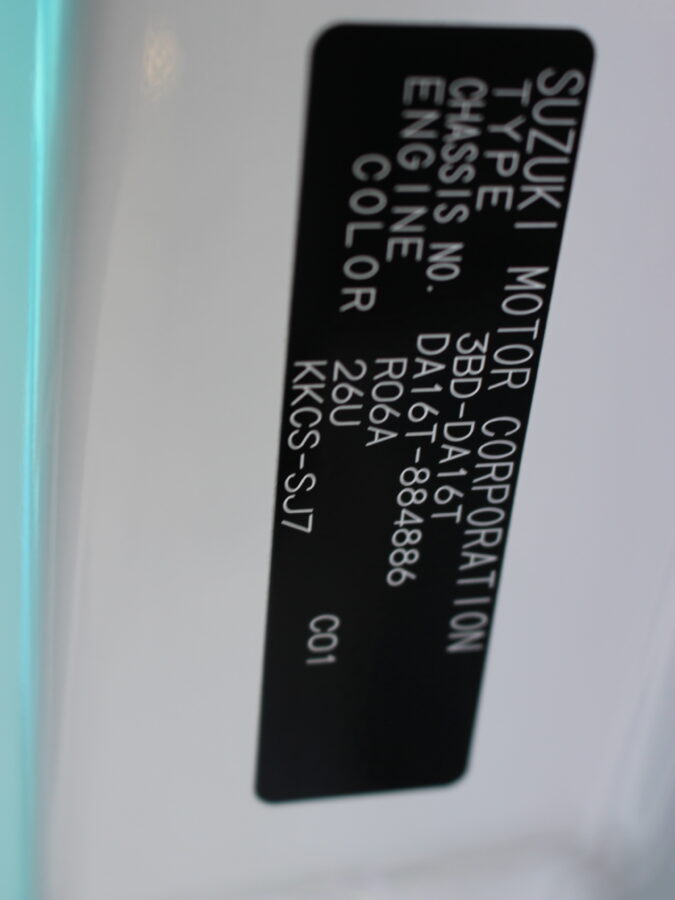 SUZUKI MOTOR CORPORATION
TYPE 3BD-DA16T
CHASSIS NO. DA16T-884886
ENGINE R06A
COLOR 26U
KKCS-SJ7 C01